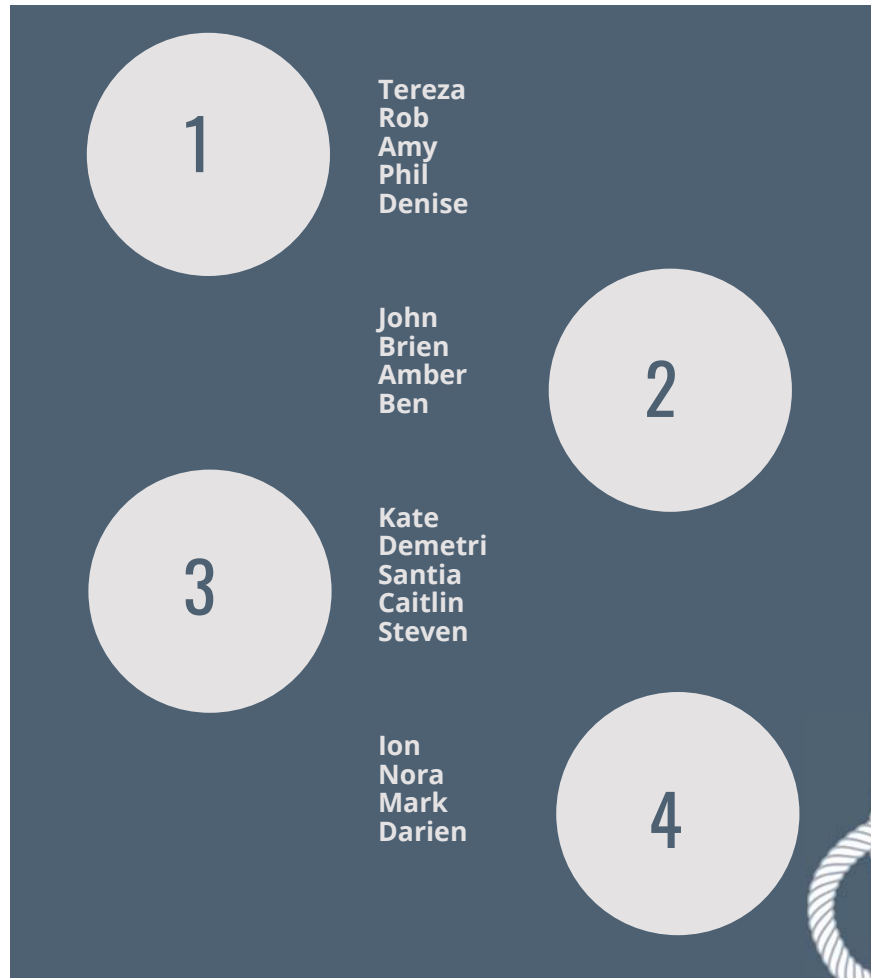 1
Tereza
Rob
Amy
Phil
Denise
John
Brien
Amber
Ben
2
3
Kate
Demetri
Santia
Caitlin
Steven
Ion
Nora
Mark
Darien
4